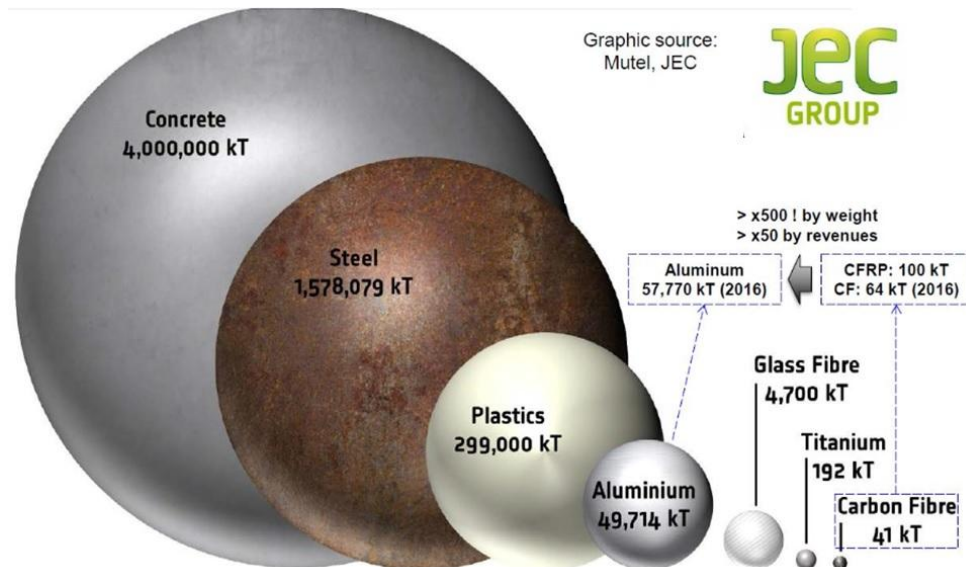 Graphic source:
Mutel, JEC
JEC
GROUP
Concrete
4,000,000 kT
Steel
1,578,079 kT
Plastics
299,000 kT
Aluminium
49,714 kT
> x500 ! by weight
> x50 by revenues
Aluminum
57,770 kT (2016)
CFRP: 100 kT
CF: 64 kT (2016)
Glass Fibre
4,700 kT
Titanium
192 kT
Carbon Fibre
41 kT